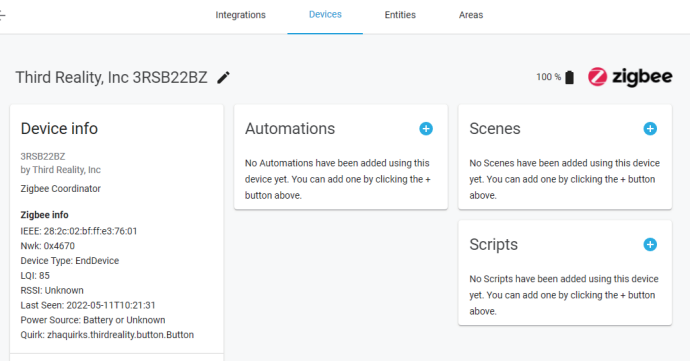 Integrations Devices Entities Areas
Third Reality, Inc 3RSB22BZ 100 % zigbee
Device info
3RSB22BZ
by Third Reality, Inc
Zigbee Coordinator
Zigbee info
IEEE: 28:2c:02:bf:ff:e3:76:01
Nwk: 0x4670
Device Type: EndDevice
LQI: 85
RSSI: Unknown
Last Seen: 2022-05-11T10:21:31
Power Source: Battery or Unknown
Quirk: zhaquirks.thirdreality.button.Button
Automations
No Automations have been added using this
device yet. You can add one by clicking the +
button above.
Scenes
No Scenes have been added using this device
yet. You can add one by clicking the + button
above.
Scripts
No Scripts have been added using this device
yet. You can add one by clicking the + button
above.